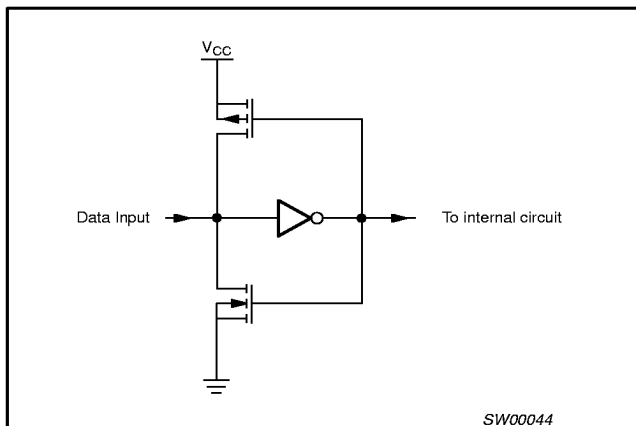 VCC
Data Input
To internal circuit
SW00044